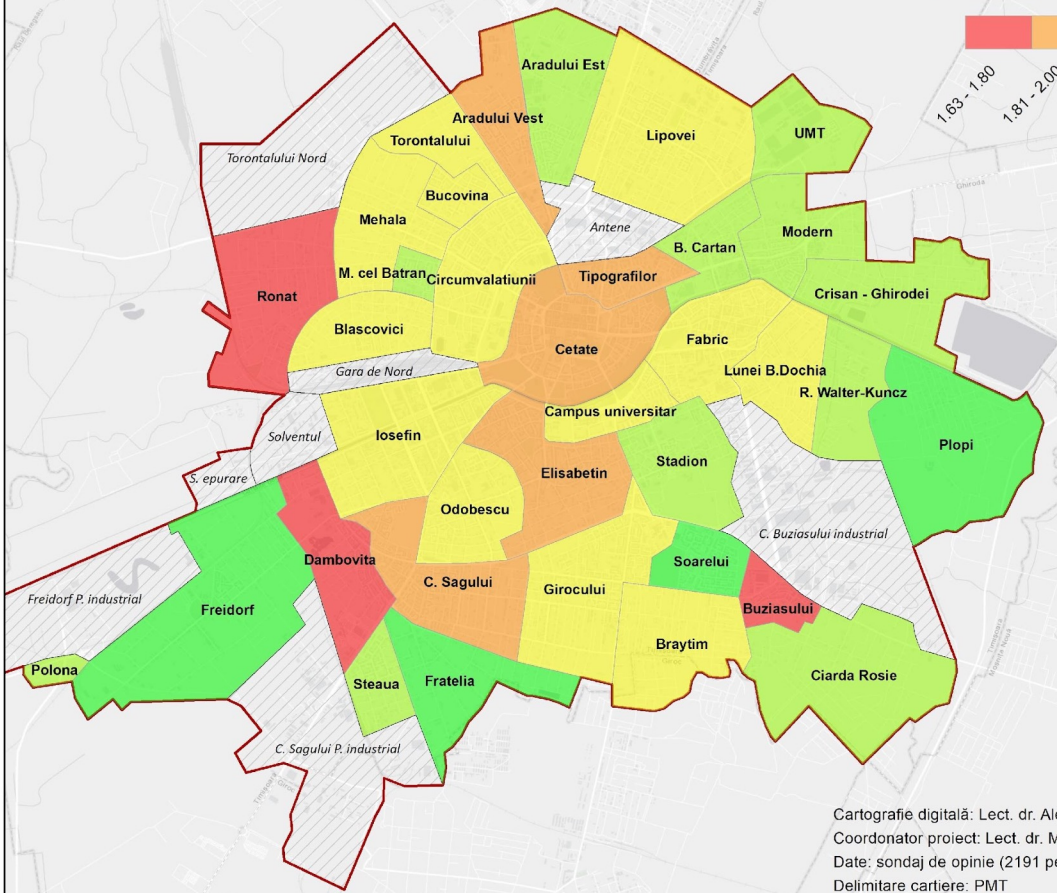 1.63 - 1.80
1.81 - 2.00
Aradului Est
Aradului Vest
Torontalului
Lipovei
UMT
Torontalului Nord
Bucovina
Mehala
Antene
B. Cartan
Modern
M. cel Batran
Circumvalatiunii
Tipografilor
Crisan - Ghirodei
Ronat
Blascovici
Cetate
Fabric
Gara de Nord
Lunei B.Dochia
R. Walter-Kuncz
Campus universitar
Iosefin
Solventul
Elisabetin
Stadion
Plopi
S. epurare
Odobescu
C. Buziasului industrial
Dambovita
Soarelui
C. Sagului
Girocului
Freidorf P. industrial
Freidorf
Buziasului
Braytim
Polona
Steaua
Fratelia
Ciarda Rosie
C. Sagului P. industrial
Cartografie digitală: Lect. dr. Ale
Coordonator proiect: Lect. dr. M
Date: sondaj de opinie (2191 pe
Delimitare cartiere: PMT